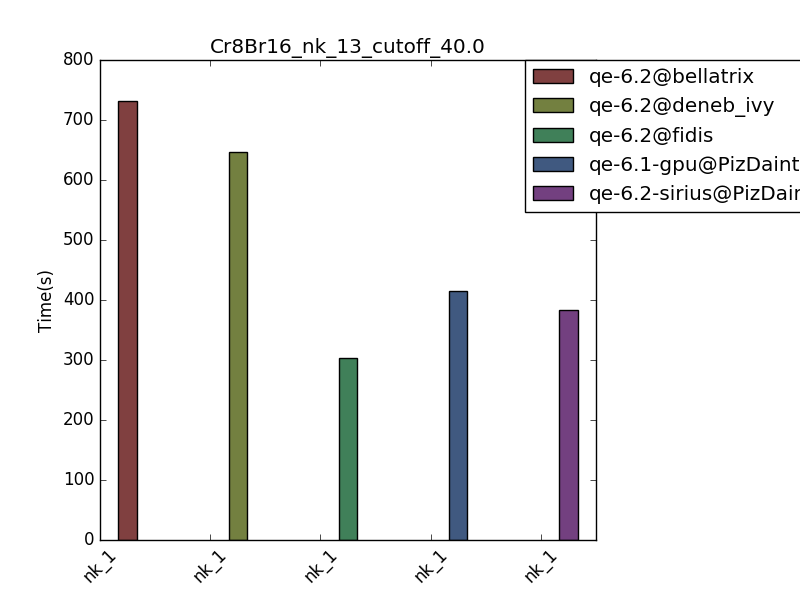 Cr8Br16_nk_13_cutoff_40.0
800
700
600
500
400
300
200
100
0
Time(s)
nk_1
nk_1
nk_1
nk_1
nk_1
qe-6.2@bellatrix
qe-6.2@deneb_ivy
qe-6.2@fidis
qe-6.1-gpu@PizDaint
qe-6.2-sirius@PizDain